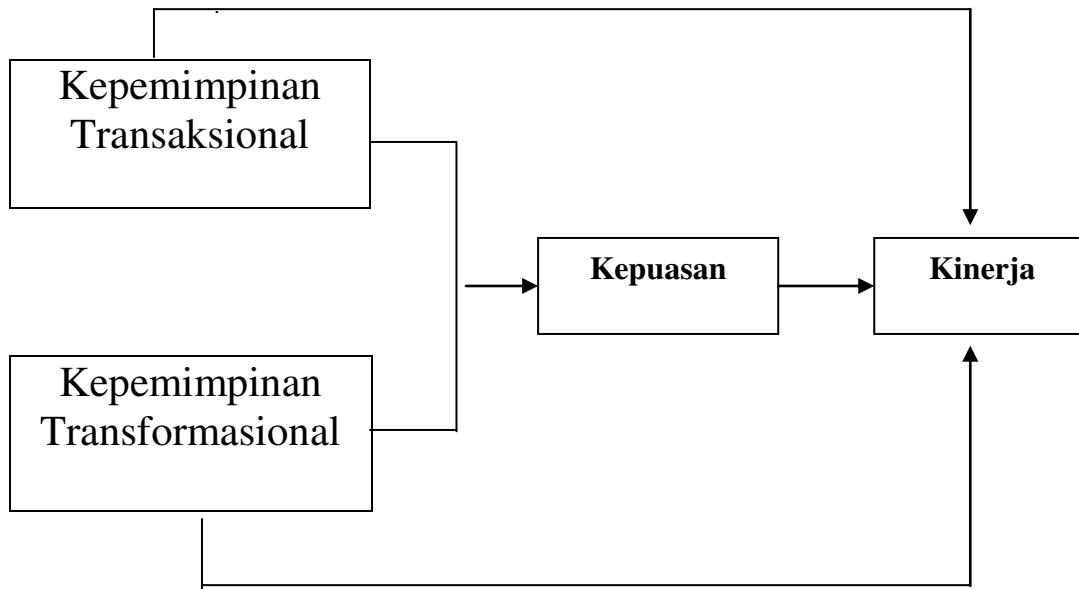 Kepemimpinan
Transaksional
Kepuasan
Kinerja
Kepemimpinan
Transformasional